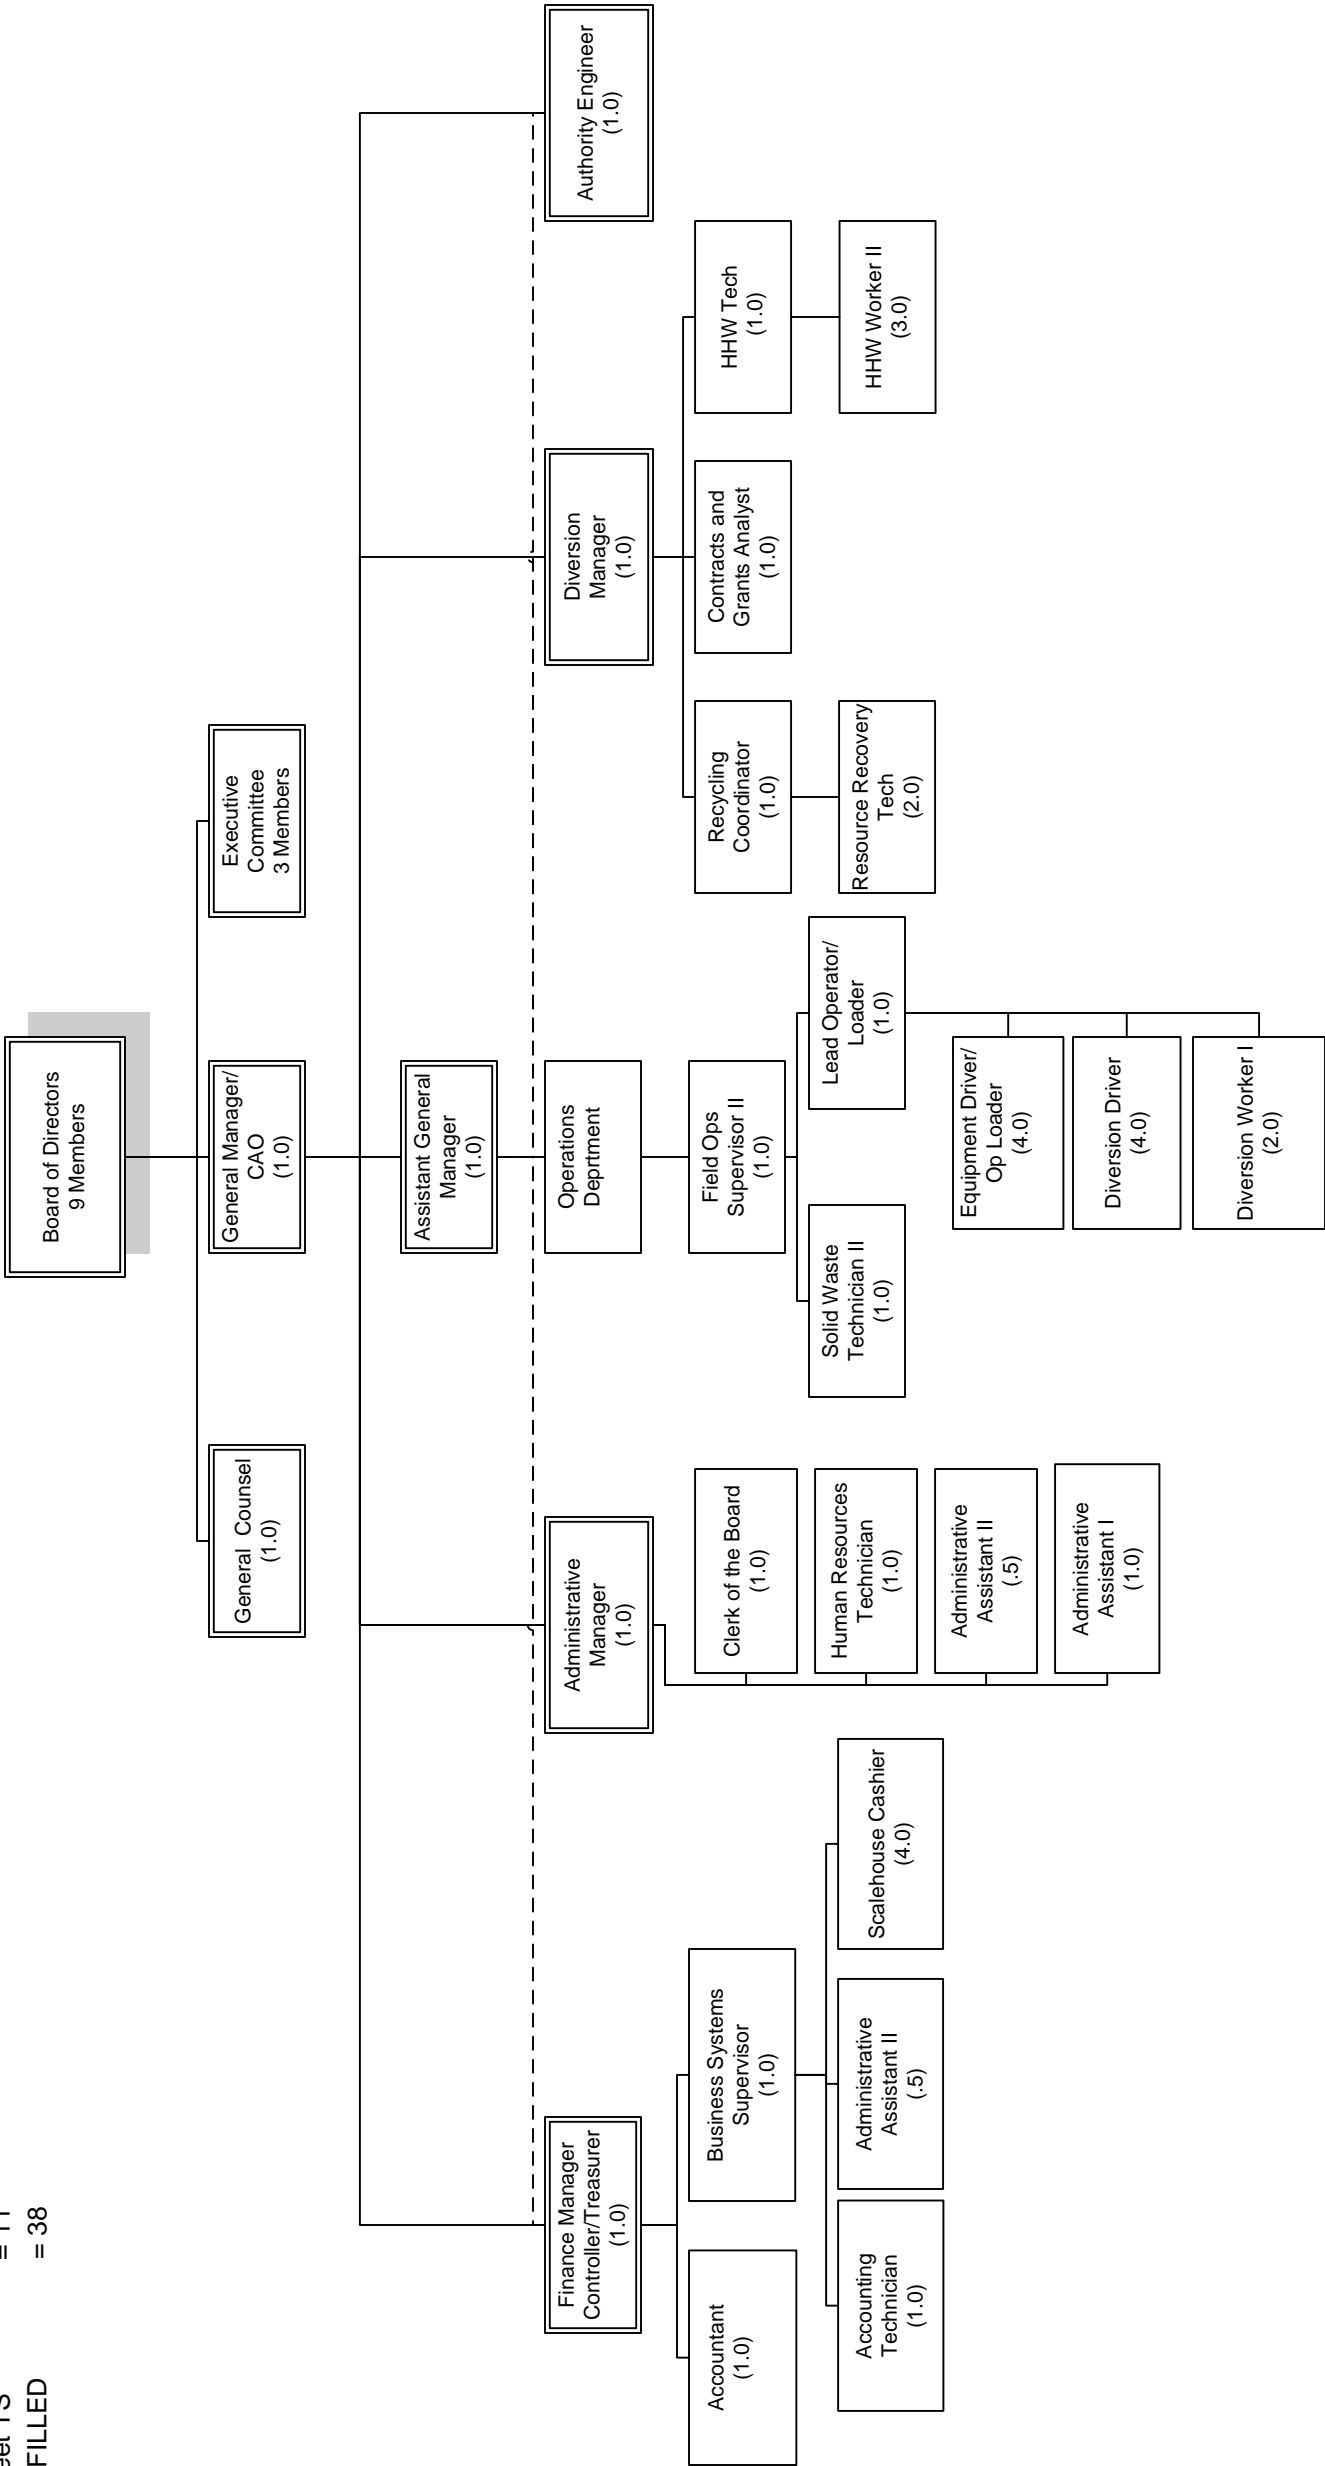 = 11
= 38
FILLED
Board of Directors
9 Members
General Counsel
(1.0)
General Manager/
CAO
(1.0)
Executive
Committee
3 Members
Assistant General
Manager
(1.0)
Finance Manager
Controller/Treasurer
(1.0)
Administrative
Manager
(1.0)
Operations
Deprtment
Diversion
Manager
(1.0)
Authority Engineer
(1.0)
Accountant
(1.0)
Business Systems
Supervisor
(1.0)
Accounting
Technician
(1.0)
Administrative
Assistant II
(.5)
Scalehouse Cashier
(4.0)
Clerk of the Board
(1.0)
Human Resources
Technician
(1.0)
Administrative
Assistant II
(.5)
Administrative
Assistant I
(1.0)
Field Ops
Supervisor II
(1.0)
Solid Waste
Technician II
(1.0)
Lead Operator/
Loader
(1.0)
Equipment Driver/
Op Loader
(4.0)
Diversion Driver
(4.0)
Diversion Worker I
(2.0)
Recycling
Coordinator
(1.0)
Contracts and
Grants Analyst
(1.0)
HHW Tech
(1.0)
Resource Recovery
Tech
(2.0)
HHW Worker II
(3.0)